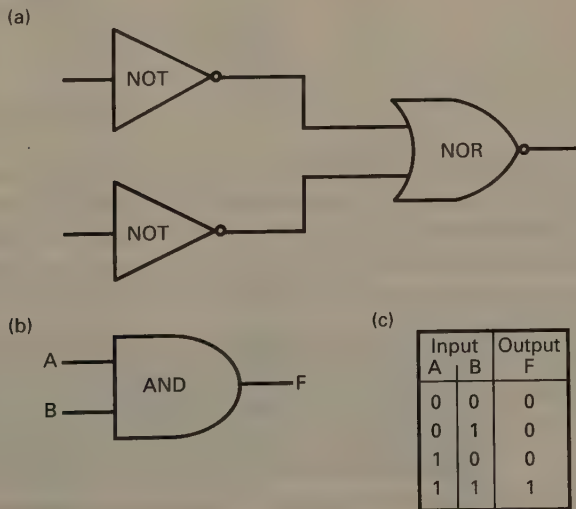 (a)
NOT
NOR
NOT
(b)
A
AND
F
B
(c)
Input Output
A B F
0 0 0
0 1 0
1 0 0
1 1 1